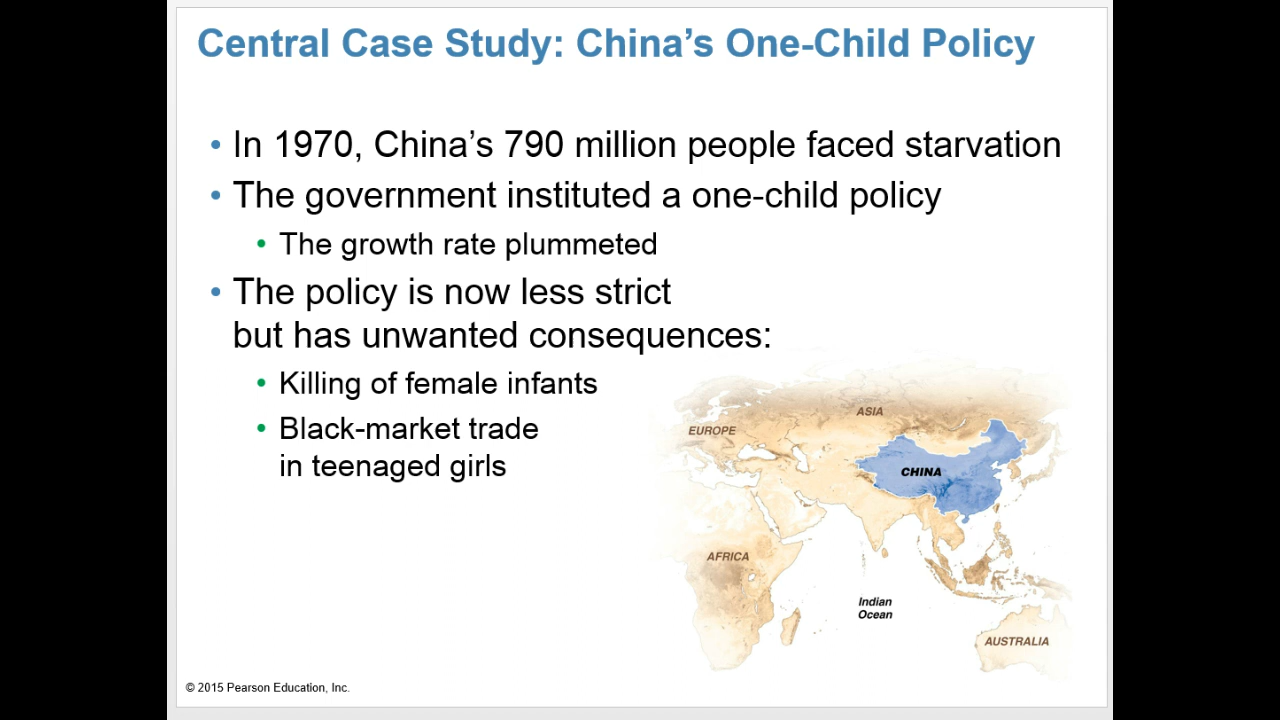 Central Case Study: China’s One-Child Policy
• In 1970, China’s 790 million people faced starvation
• The government instituted a one-child policy
• The growth rate plummeted
• The policy is now less strict
but has unwanted consequences:
• Killing of female infants
• Black-market trade
in teenaged girls
ASIA
EUROPE
CHINA
AFRICA
Indian
Ocean
AUSTRALIA
© 2015 Pearson Education, Inc.